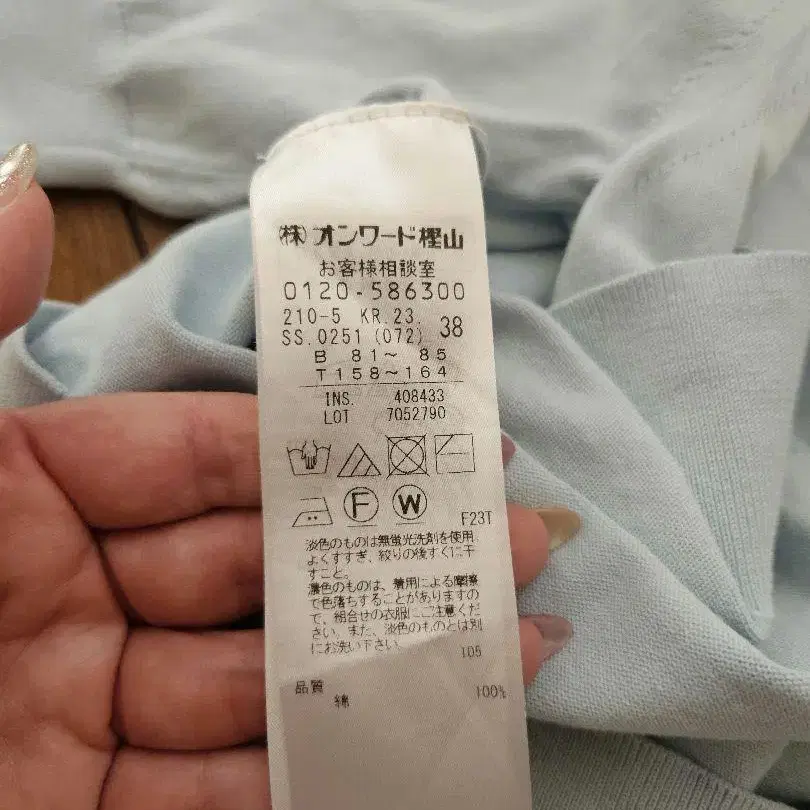 (株)オンワード樫山
お客様相談室
0120-586300
210-5 KR.23.
SS.0251 (072) 38
B 81~ 85
T158~164
INS. 408433
LOT 7052790
F W
F23T
淡色のものは無蛍光洗剤を使用、
よくすすぎ、絞りの後すぐに干
すこと。
濃色のものは、着用による摩擦
で色落ちすることがありますの
で、組合せの衣服にご注意くだ
さい。また、淡色のものとは別
にお洗い下さい。
105
品質
綿 100%